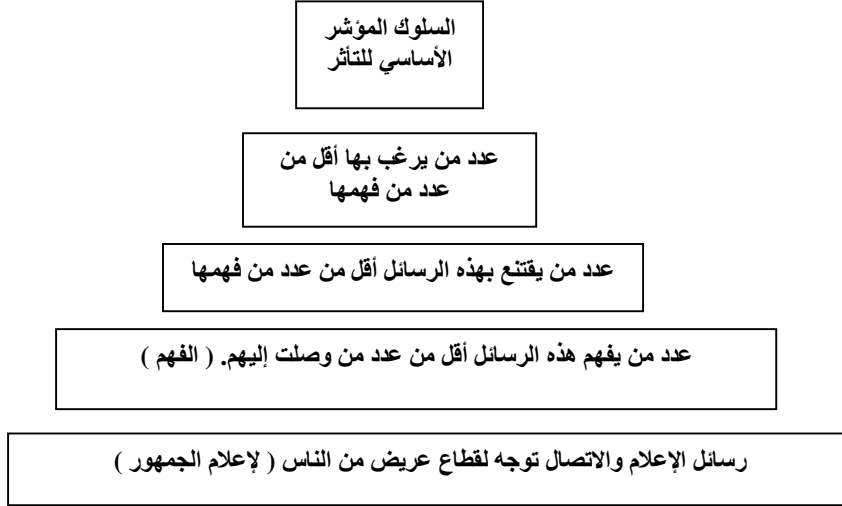 السلوك المؤشر
الأساسي للتأثر
عدد من يرغب بها أقل من
عدد من فهمها
عدد من يقتنع بهذه الرسائل أقل من عدد من فهمها
عدد من يفهم هذه الرسائل أقل من عدد من وصلت إليهم. ( الفهم )
رسائل الإعلام والاتصال توجه لقطاع عريض من الناس ( لإعلام الجمهور )